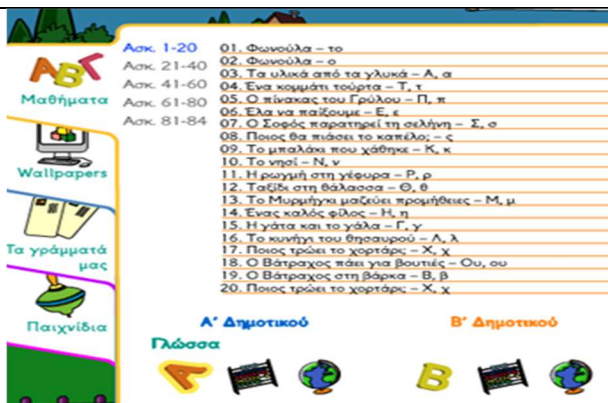 Μαθήματα
Wallpapers
Τα γράμματά
μας
Παιχνίδια
Ασκ. 1-20
Ασκ. 21-40
Ασκ. 41-60
Ασκ. 61-80
Ασκ. 81-84
01. Φωνούλα – το
02. Φωνούλα – ο
03. Τα υλικά από τα γλυκά – Α, α
04. Ένα κομμάτι τούρτα – Τ, τ
05. Ο πίνακας του Γρύλου – Π, π
06. Έλα να παίξουμε – Ε, ε
07. Ο Σοφός παρατηρεί τη σελήνη – Σ, σ
08. Ποιος θα πιάσει το καπέλο; – ς
09. Το μπαλάκι που χάθηκε – Κ, κ
10. Το νησί – Ν, ν
11. Η ρωγμή στη γέφυρα – Ρ, ρ
12. Ταξίδι στη θάλασσα – Θ, θ
13. Το Μυρμήγκι μαζεύει προμήθειες – Μ, μ
14. Ένας καλός φίλος – Η, η
15. Η γάτα και το γάλα – Γ, γ
16. Το κυνήγι του θησαυρού – Λ, λ
17. Ποιος τρώει το χορτάρι; – Χ, χ
18. Ο Βάτραχος πάει για βουτιές – Ου, ου
19. Ο Βάτραχος στη βάρκα – Β, β
20. Ποιος τρώει το χορτάρι; – Χ, χ
Α΄ Δημοτικού
Β΄ Δημοτικού
Γλώσσα